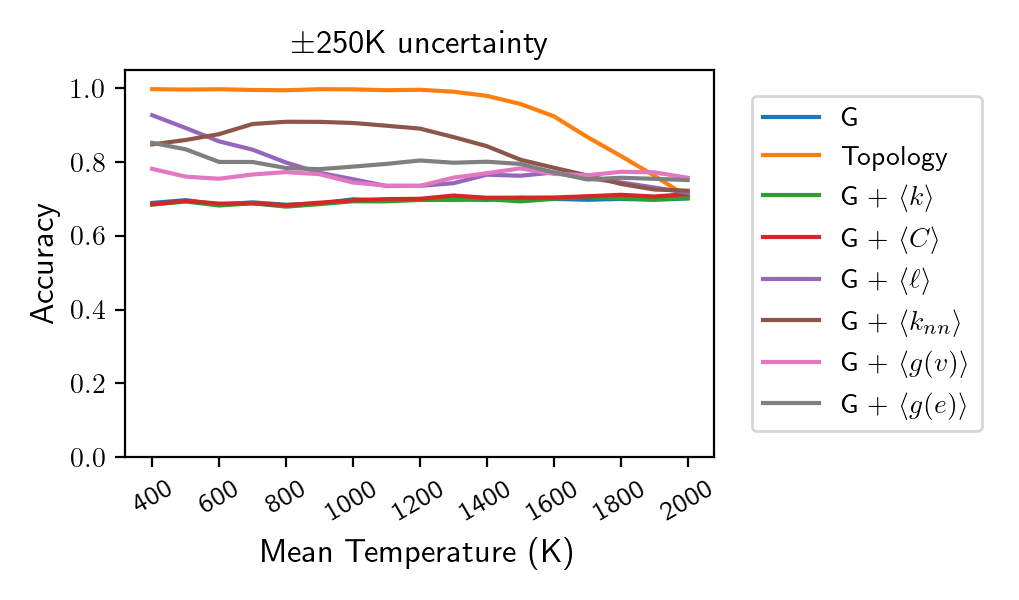 ±250K uncertainty
Accuracy
1.0
0.8
0.6
0.4
0.2
0.0
400
600
800
1000
1200
1400
1600
1800
2000
Mean Temperature (K)
G
Topology
G + ⟨k⟩
G + ⟨C⟩
G + ⟨ℓ⟩
G + ⟨kₙₙ⟩
G + ⟨g(v)⟩
G + ⟨g(e)⟩